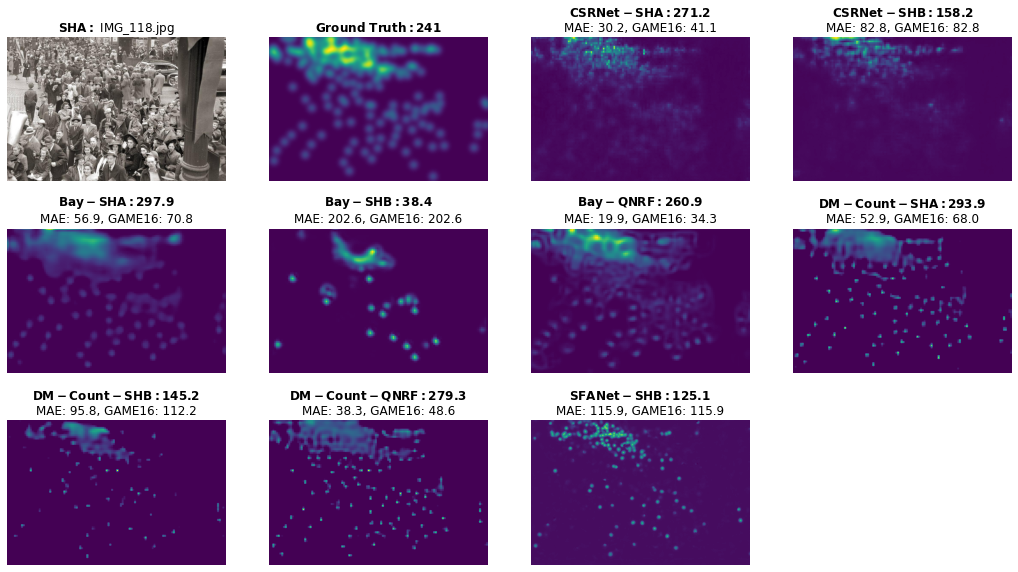 SHA: IMG_118.jpg
Ground Truth:241
CSRNet−SHA:271.2
MAE: 30.2, GAME16: 41.1
CSRNet−SHB:158.2
MAE: 82.8, GAME16: 82.8
Bay−SHA:297.9
MAE: 56.9, GAME16: 70.8
Bay−SHB:38.4
MAE: 202.6, GAME16: 202.6
Bay−QNRF:260.9
MAE: 19.9, GAME16: 34.3
DM−Count−SHA:293.9
MAE: 52.9, GAME16: 68.0
DM−Count−SHB:145.2
MAE: 95.8, GAME16: 112.2
DM−Count−QNRF:279.3
MAE: 38.3, GAME16: 48.6
SFANet−SHB:125.1
MAE: 115.9, GAME16: 115.9